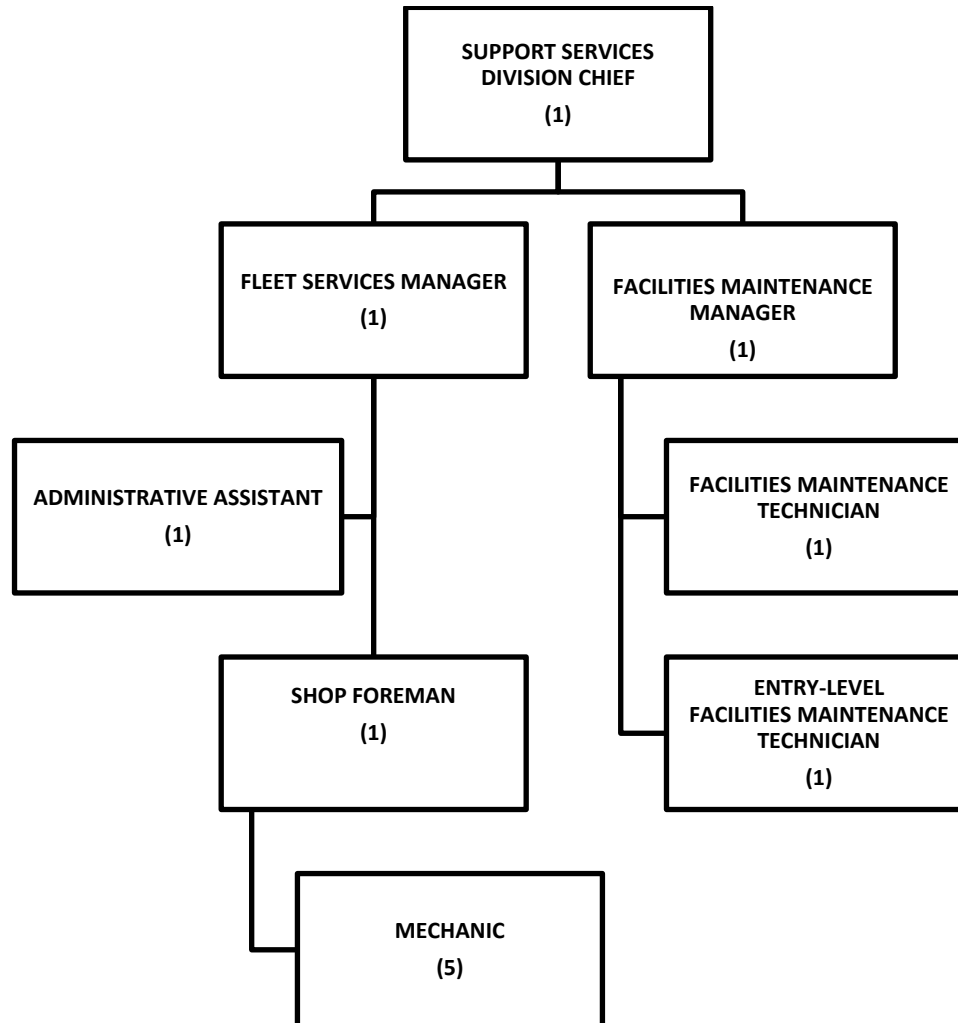 SUPPORT SERVICES
DIVISION CHIEF
(1)
FLEET SERVICES MANAGER
(1)
FACILITIES MAINTENANCE
MANAGER
(1)
ADMINISTRATIVE ASSISTANT
(1)
FACILITIES MAINTENANCE
TECHNICIAN
(1)
SHOP FOREMAN
(1)
ENTRY-LEVEL
FACILITIES MAINTENANCE
TECHNICIAN
(1)
MECHANIC
(5)